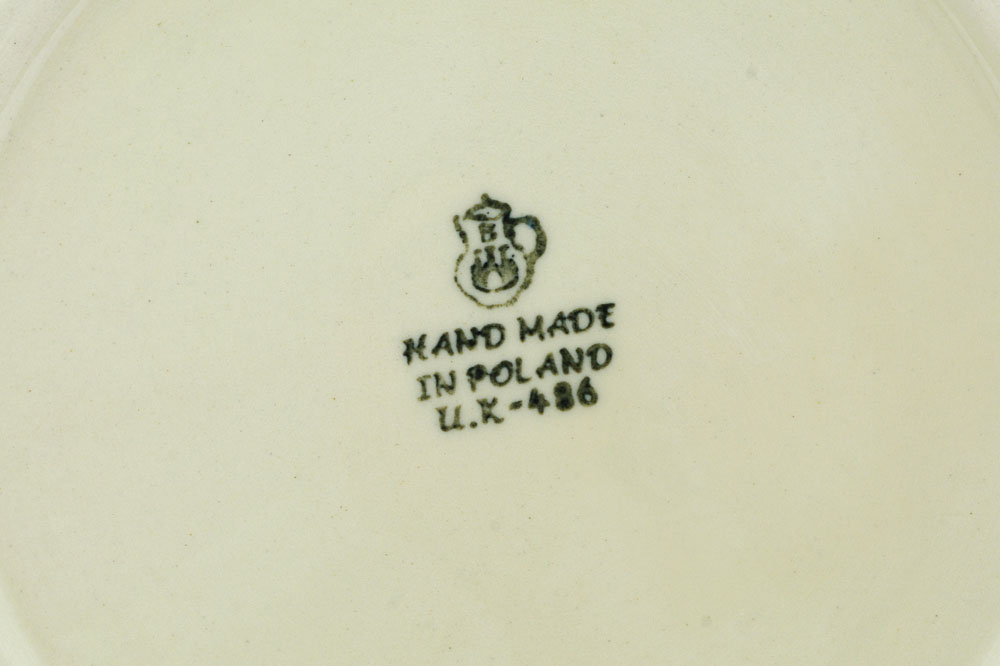 B
HAND MADE
IN POLAND
U.K-486